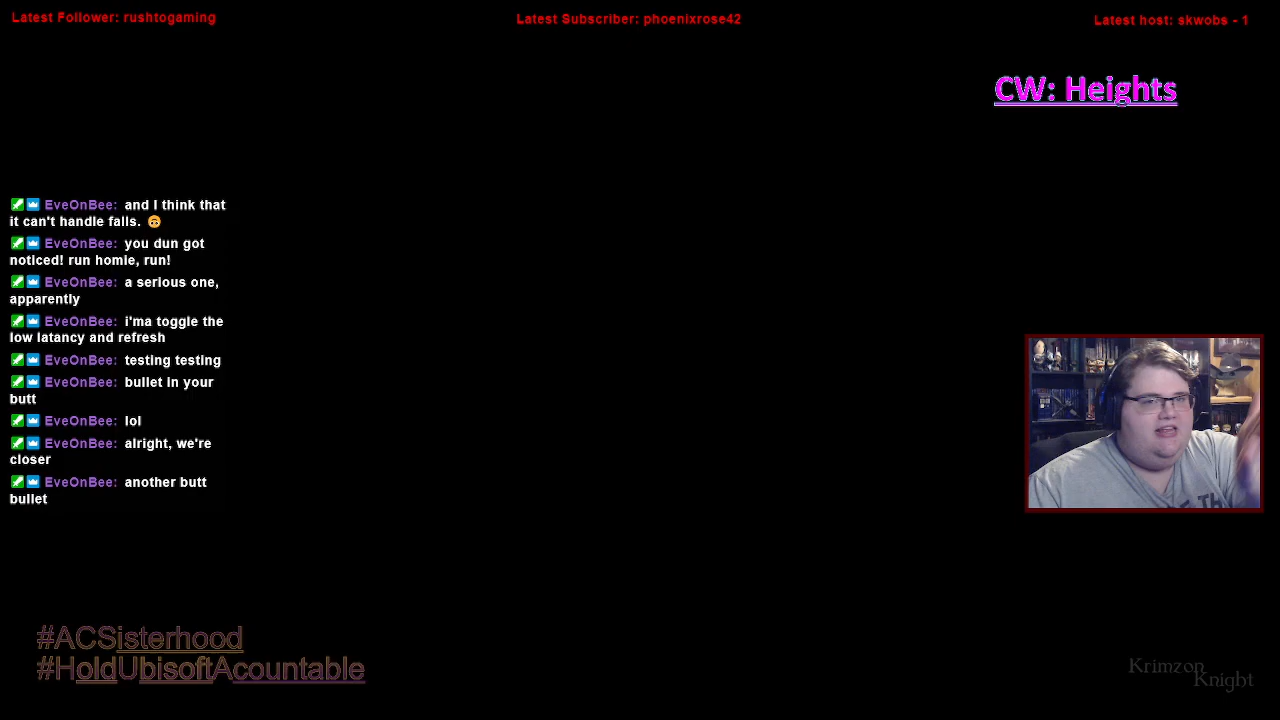 Latest Follower: rushtogaming
Latest Subscriber: phoenixrose42
Latest host: skwobs - 1
CW: Heights
EveOnBee: and I think that
it can't handle falls. 🙃
EveOnBee: you dun got
noticed! run homie, run!
EveOnBee: a serious one,
apparently
EveOnBee: i'ma toggle the
low latancy and refresh
EveOnBee: testing testing
EveOnBee: bullet in your
butt
EveOnBee: lol
EveOnBee: alright, we're
closer
EveOnBee: another butt
bullet
#ACSisterhood
#HoldUbisoftAcountable
Krimzon
Knight